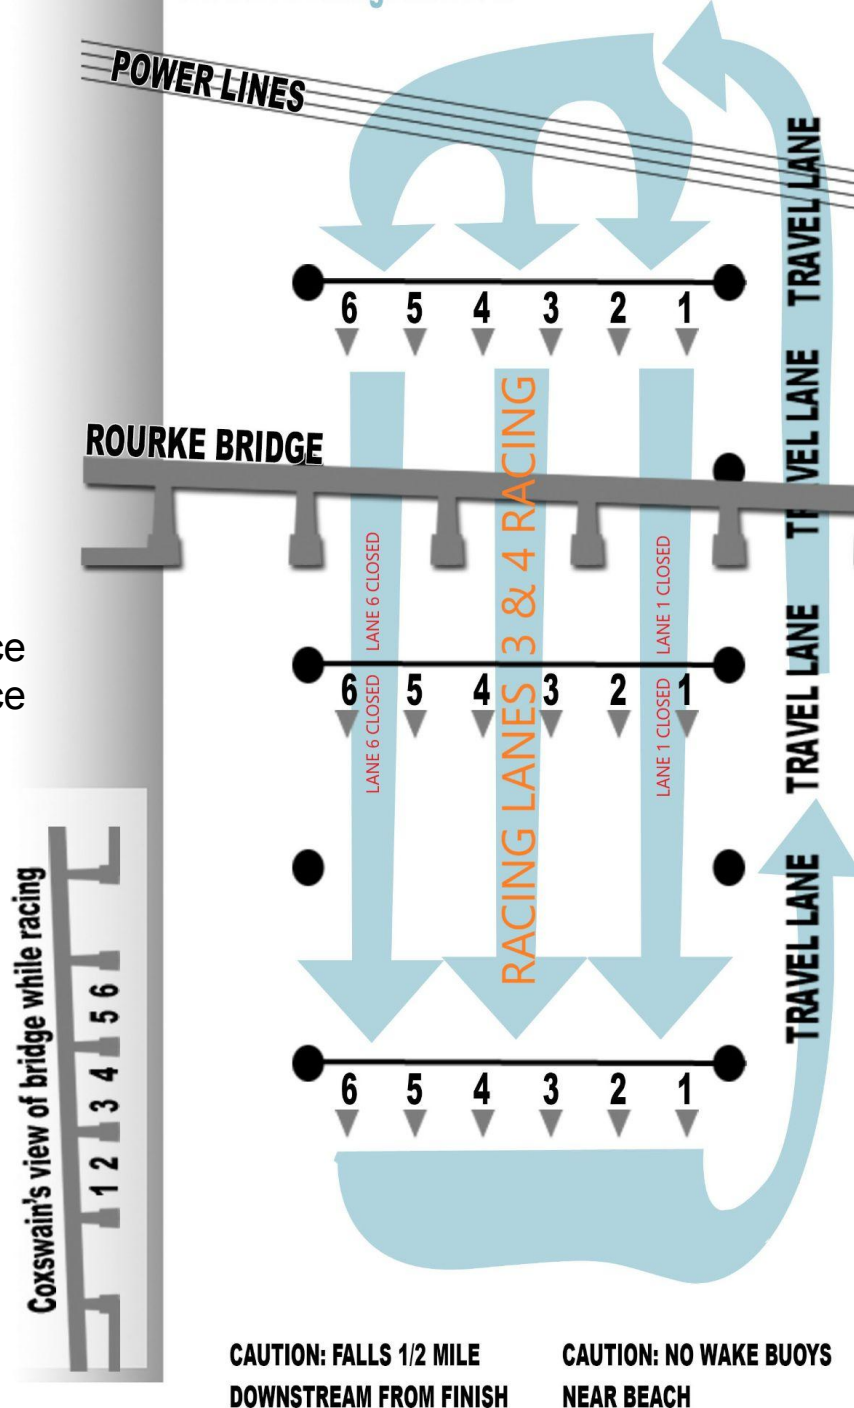 POWER LINES
TRAVEL LANE
6 5 4 3 2 1
TRAVEL LANE
ROURKE BRIDGE
RACING LANES 3 & 4 RACING
LANE 6 CLOSED
LANE 1 CLOSED
TRAVEL LANE
ce
ce
6 5 4 3 2 1
LANE 6 CLOSED
LANE 1 CLOSED
TRAVEL LANE
Coxswain's view of bridge while racing
1 2 3 4 5 6
6 5 4 3 2 1
CAUTION: FALLS 1/2 MILE
DOWNSTREAM FROM FINISH
CAUTION: NO WAKE BUOYS
NEAR BEACH